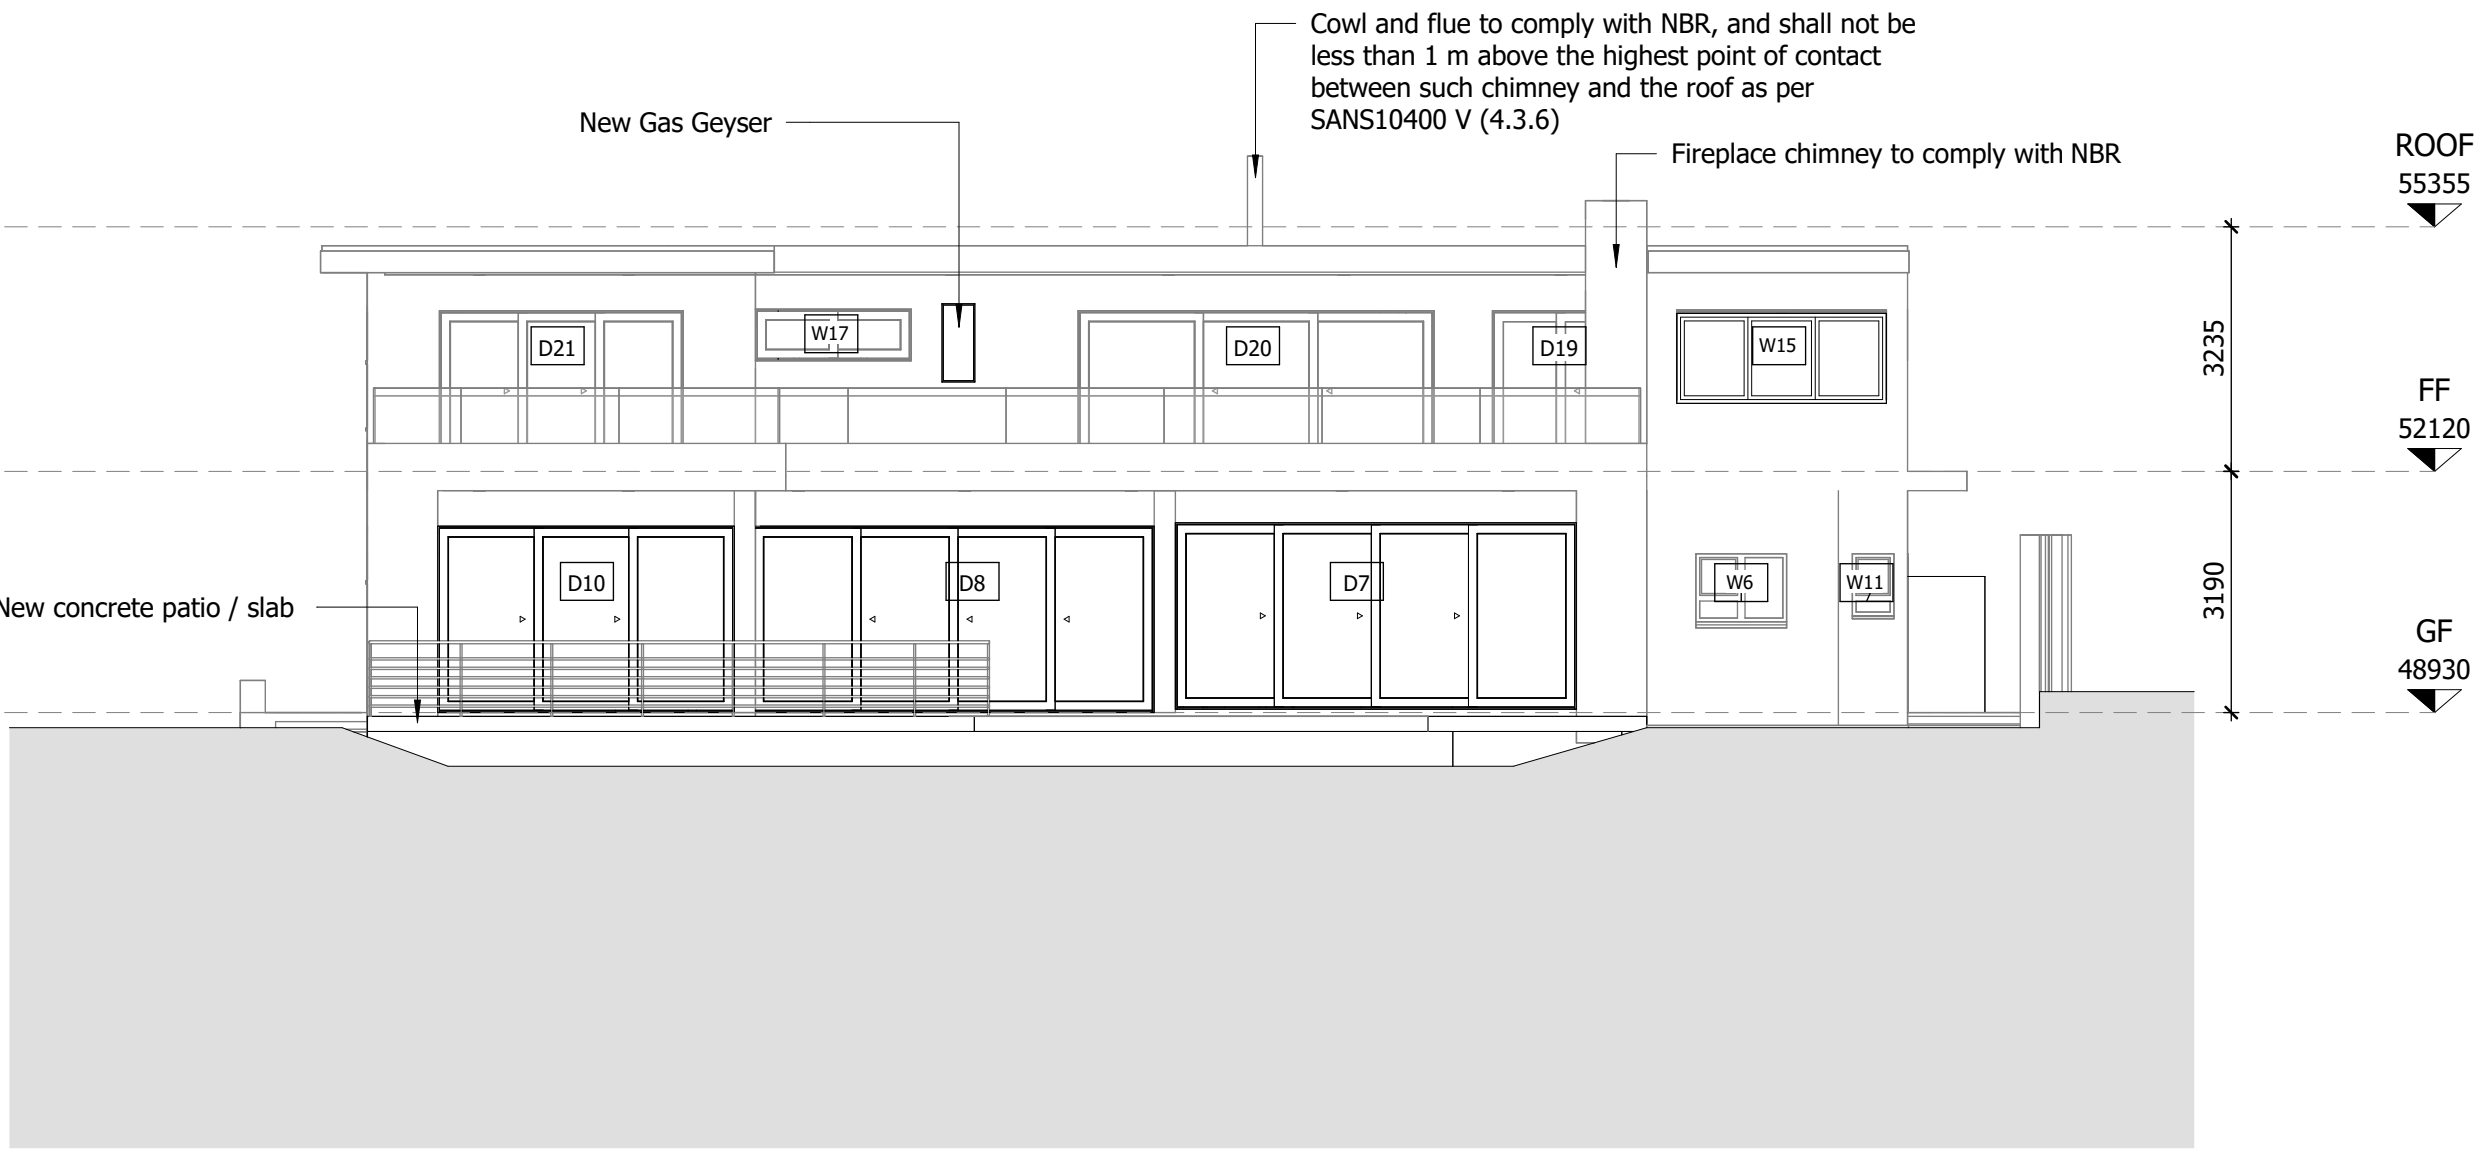 Cowl and flue to comply with NBR, and shall not be
less than 1 m above the highest point of contact
between such chimney and the roof as per
SANS10400 V (4.3.6)
New Gas Geyser
Fireplace chimney to comply with NBR
ROOF
55355
D21
W17
D20
D19
W15
3235
FF
52120
D10
D8
D7
W6
W11
3190
New concrete patio / slab
GF
48930